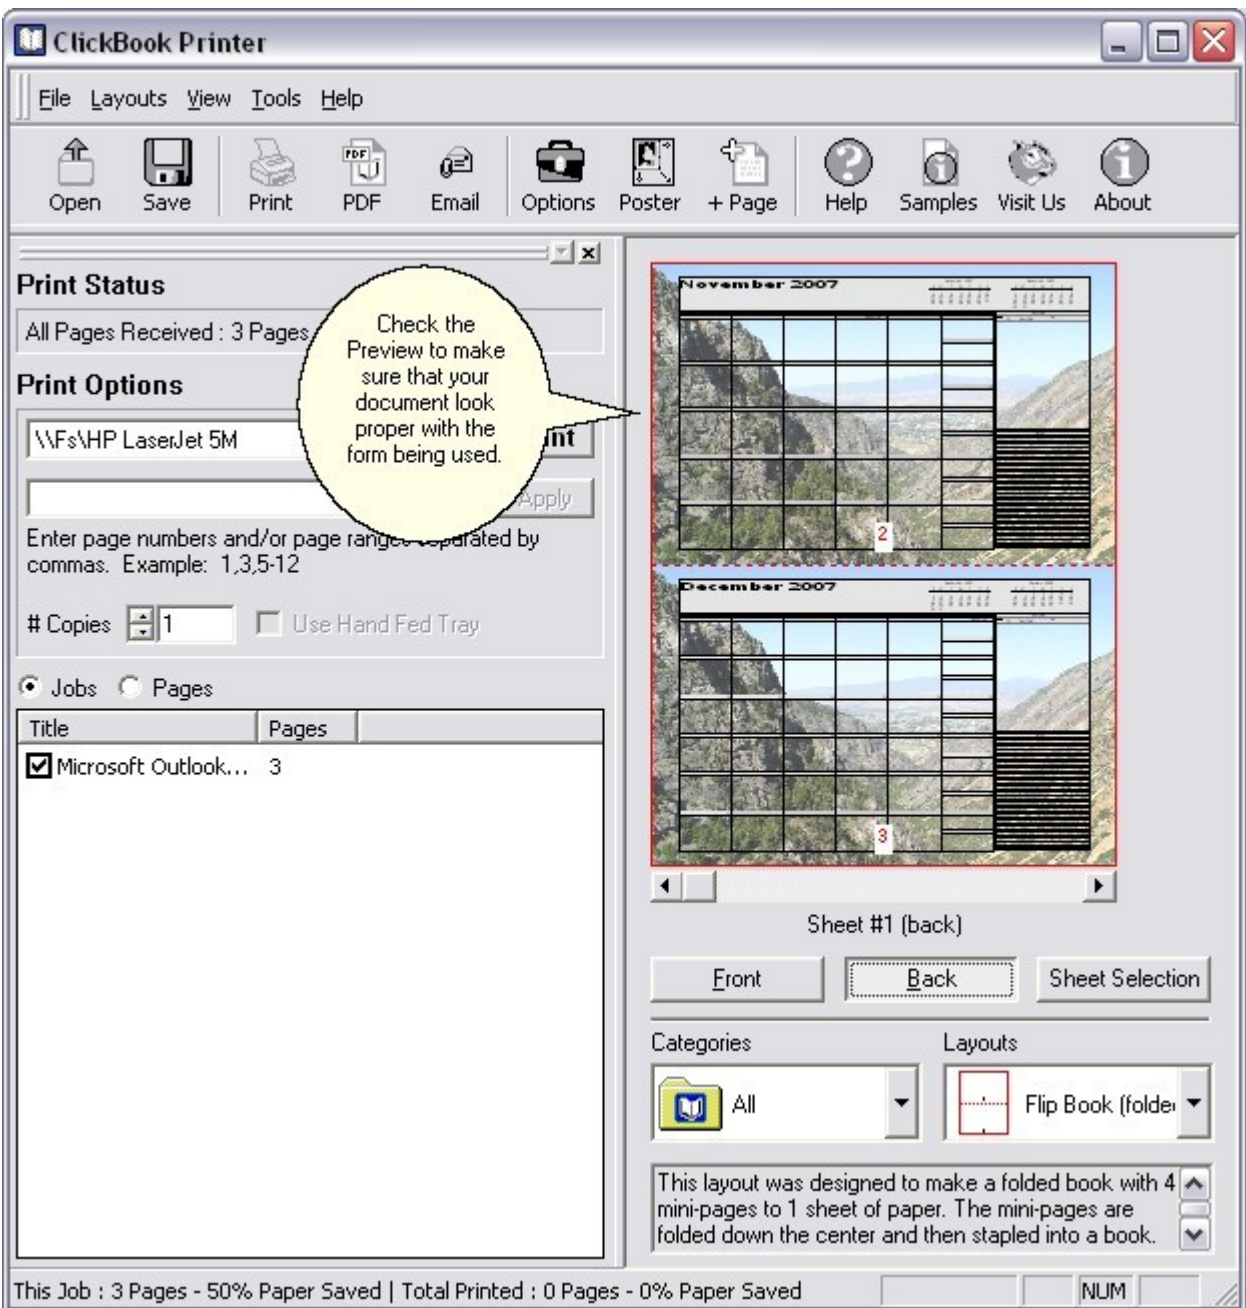 ClickBook Printer
File Layouts View Tools Help
Open Save Print PDF Email Options Poster + Page Help Samples Visit Us About
PDF
Print Status
All Pages Received : 3 Pages
Print Options
\\Fs\HP LaserJet 5M
Apply
Enter page numbers and/or page ranges separated by
commas. Example: 1,3,5-12
# Copies 1 Use Hand Fed Tray
Jobs Pages
Title Pages
Microsoft Outlook... 3
Check the
Preview to make
sure that your
document look
proper with the
form being used.
November 2007
2
December 2007
3
Sheet #1 (back)
Front Back Sheet Selection
Categories Layouts
All Flip Book (folde
This layout was designed to make a folded book with 4
mini-pages to 1 sheet of paper. The mini-pages are
folded down the center and then stapled into a book.
This Job : 3 Pages - 50% Paper Saved | Total Printed : 0 Pages - 0% Paper Saved NUM